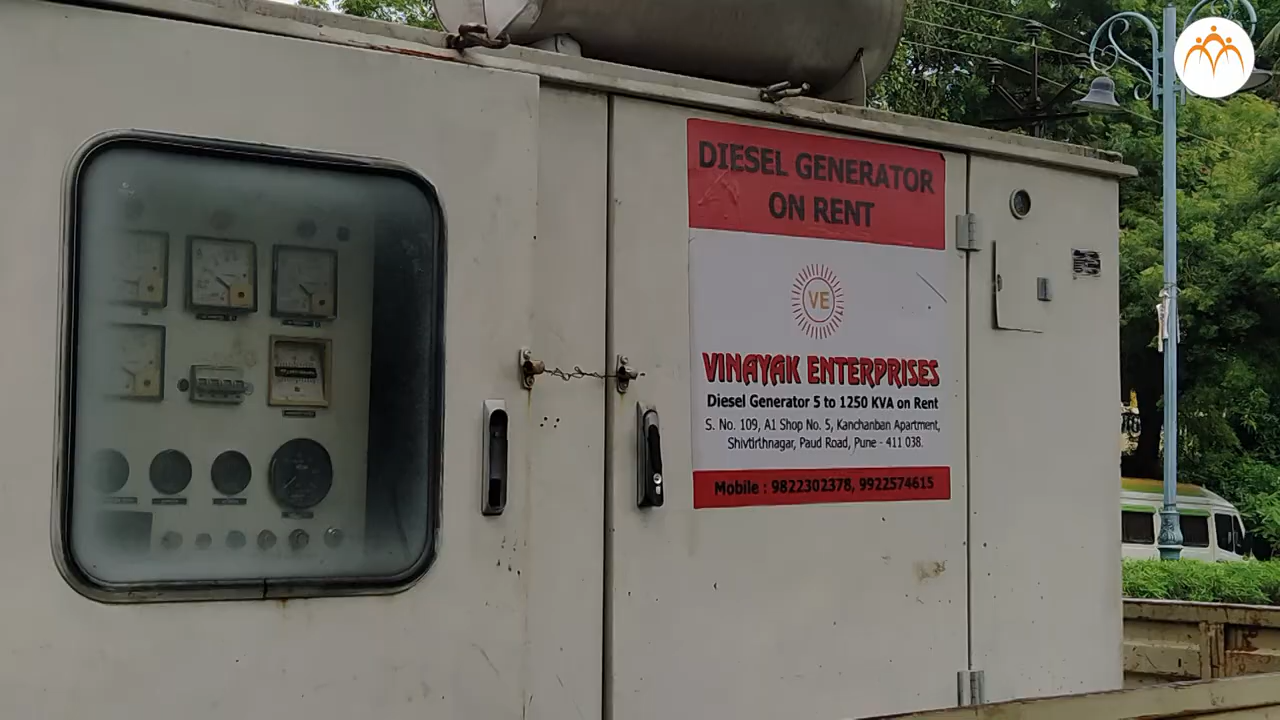 DIESEL GENERATOR
ON RENT
VE
VINAYAK ENTERPRISES
Diesel Generator 5 to 1250 KVA on Rent
S. No. 109, A1 Shop No. 5, Kanchanban Apartment,
Shivtirthnagar, Paud Road, Pune - 411 038.
Mobile : 9822302378, 9922574615